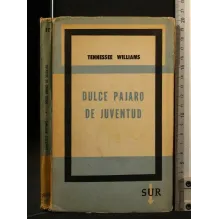 TENNESSEE WILLIAMS
DULCE PAJARO
DE JUVENTUD
SUR